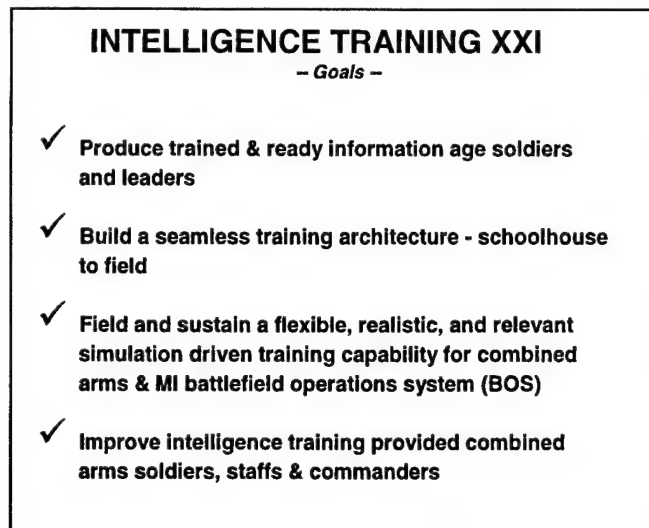 INTELLIGENCE TRAINING XXI
– Goals –
✓ Produce trained & ready information age soldiers
and leaders
✓ Build a seamless training architecture - schoolhouse
to field
✓ Field and sustain a flexible, realistic, and relevant
simulation driven training capability for combined
arms & MI battlefield operations system (BOS)
✓ Improve intelligence training provided combined
arms soldiers, staffs & commanders